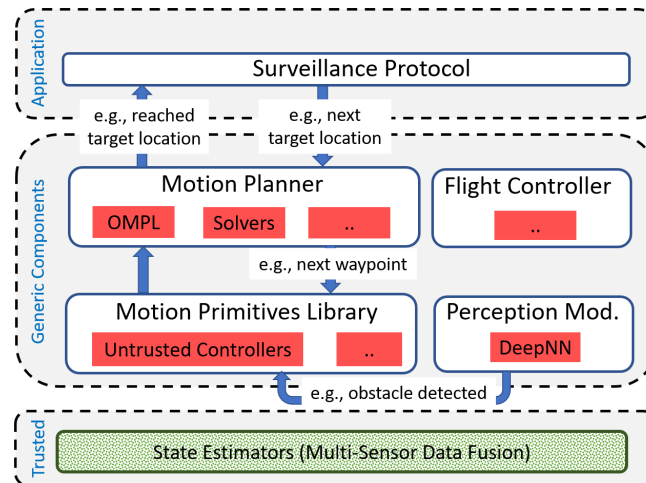 Application
Surveillance Protocol
e.g., reached
target location
e.g., next
target location
Generic Components
Motion Planner
OMPL
Solvers
..
Flight Controller
..
e.g., next waypoint
Motion Primitives Library
Untrusted Controllers
..
Perception Mod.
DeepNN
e.g., obstacle detected
Trusted
State Estimators (Multi-Sensor Data Fusion)